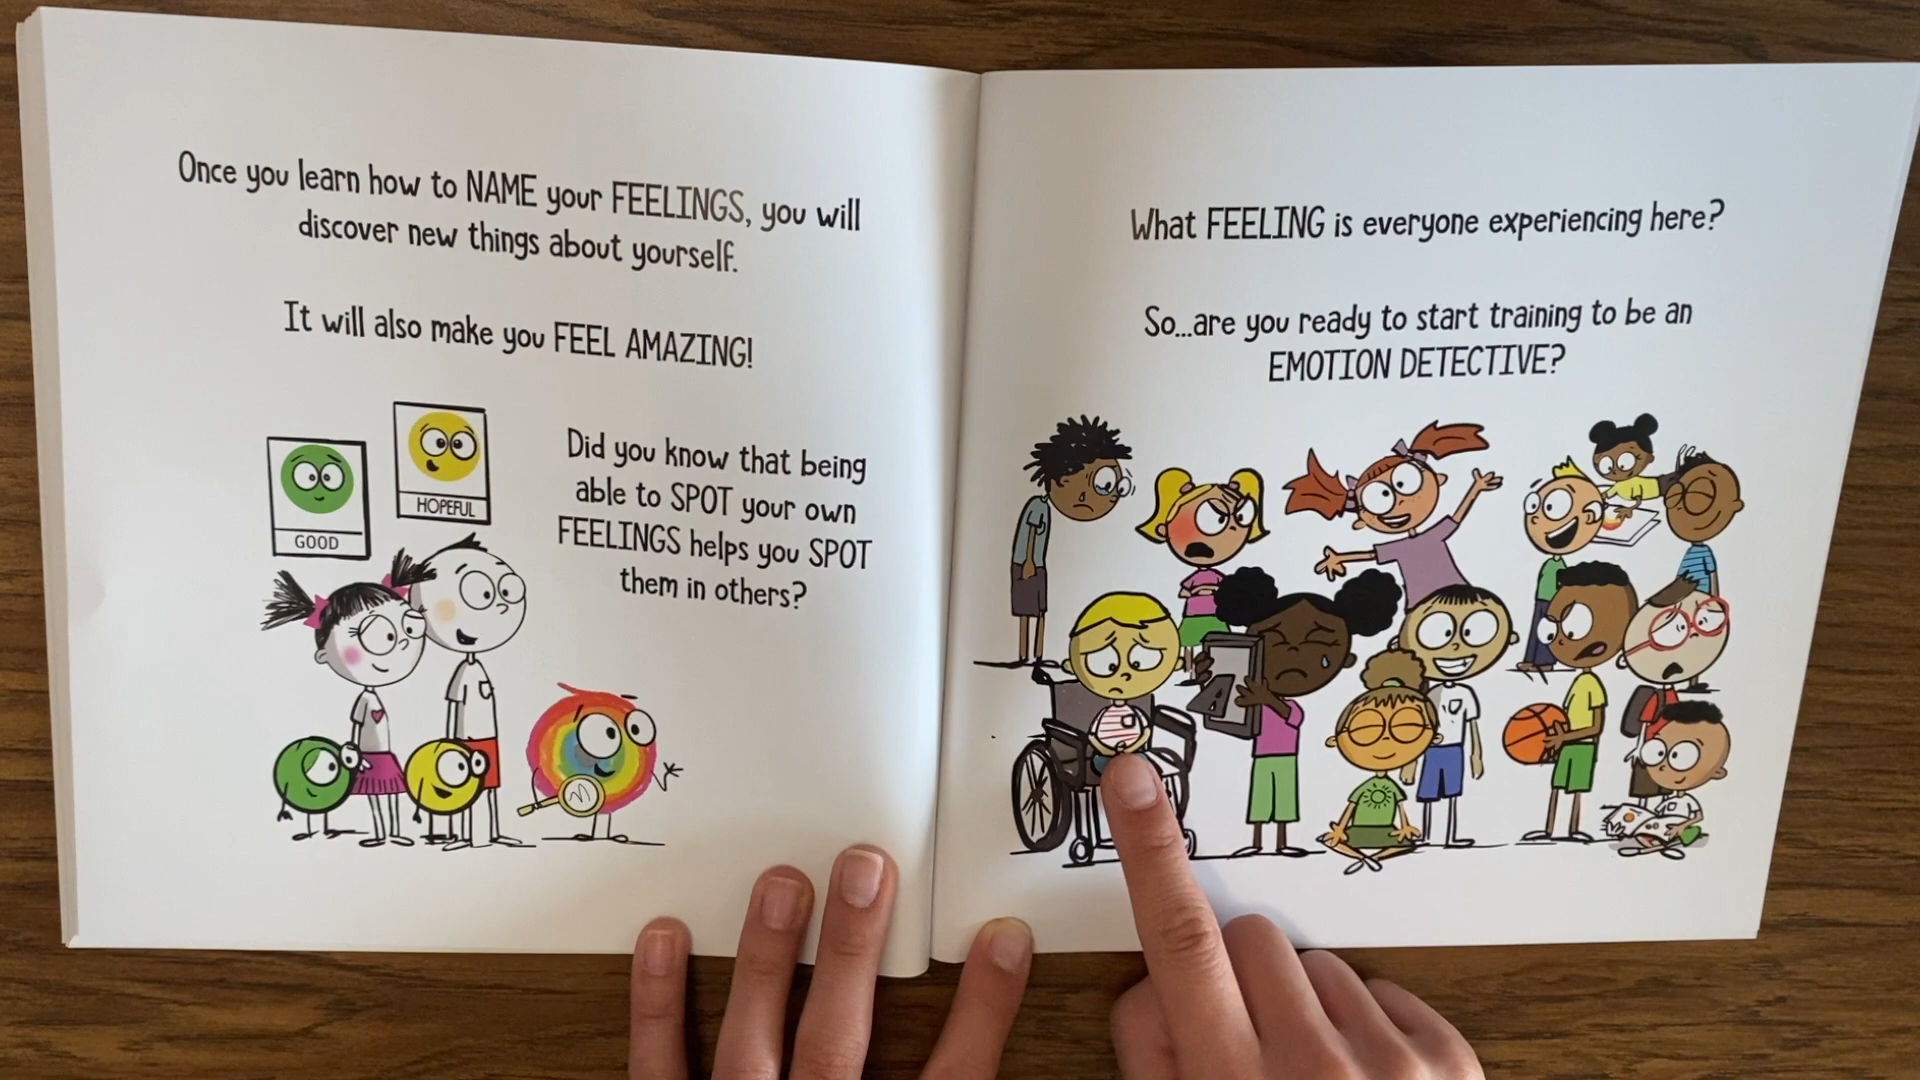 Once you learn how to NAME your FEELINGS, you will
discover new things about yourself.
It will also make you FEEL AMAZING!
HOPEFUL
GOOD
Did you know that being
able to SPOT your own
FEELINGS helps you SPOT
them in others?
What FEELING is everyone experiencing here?
So...are you ready to start training to be an
EMOTION DETECTIVE?